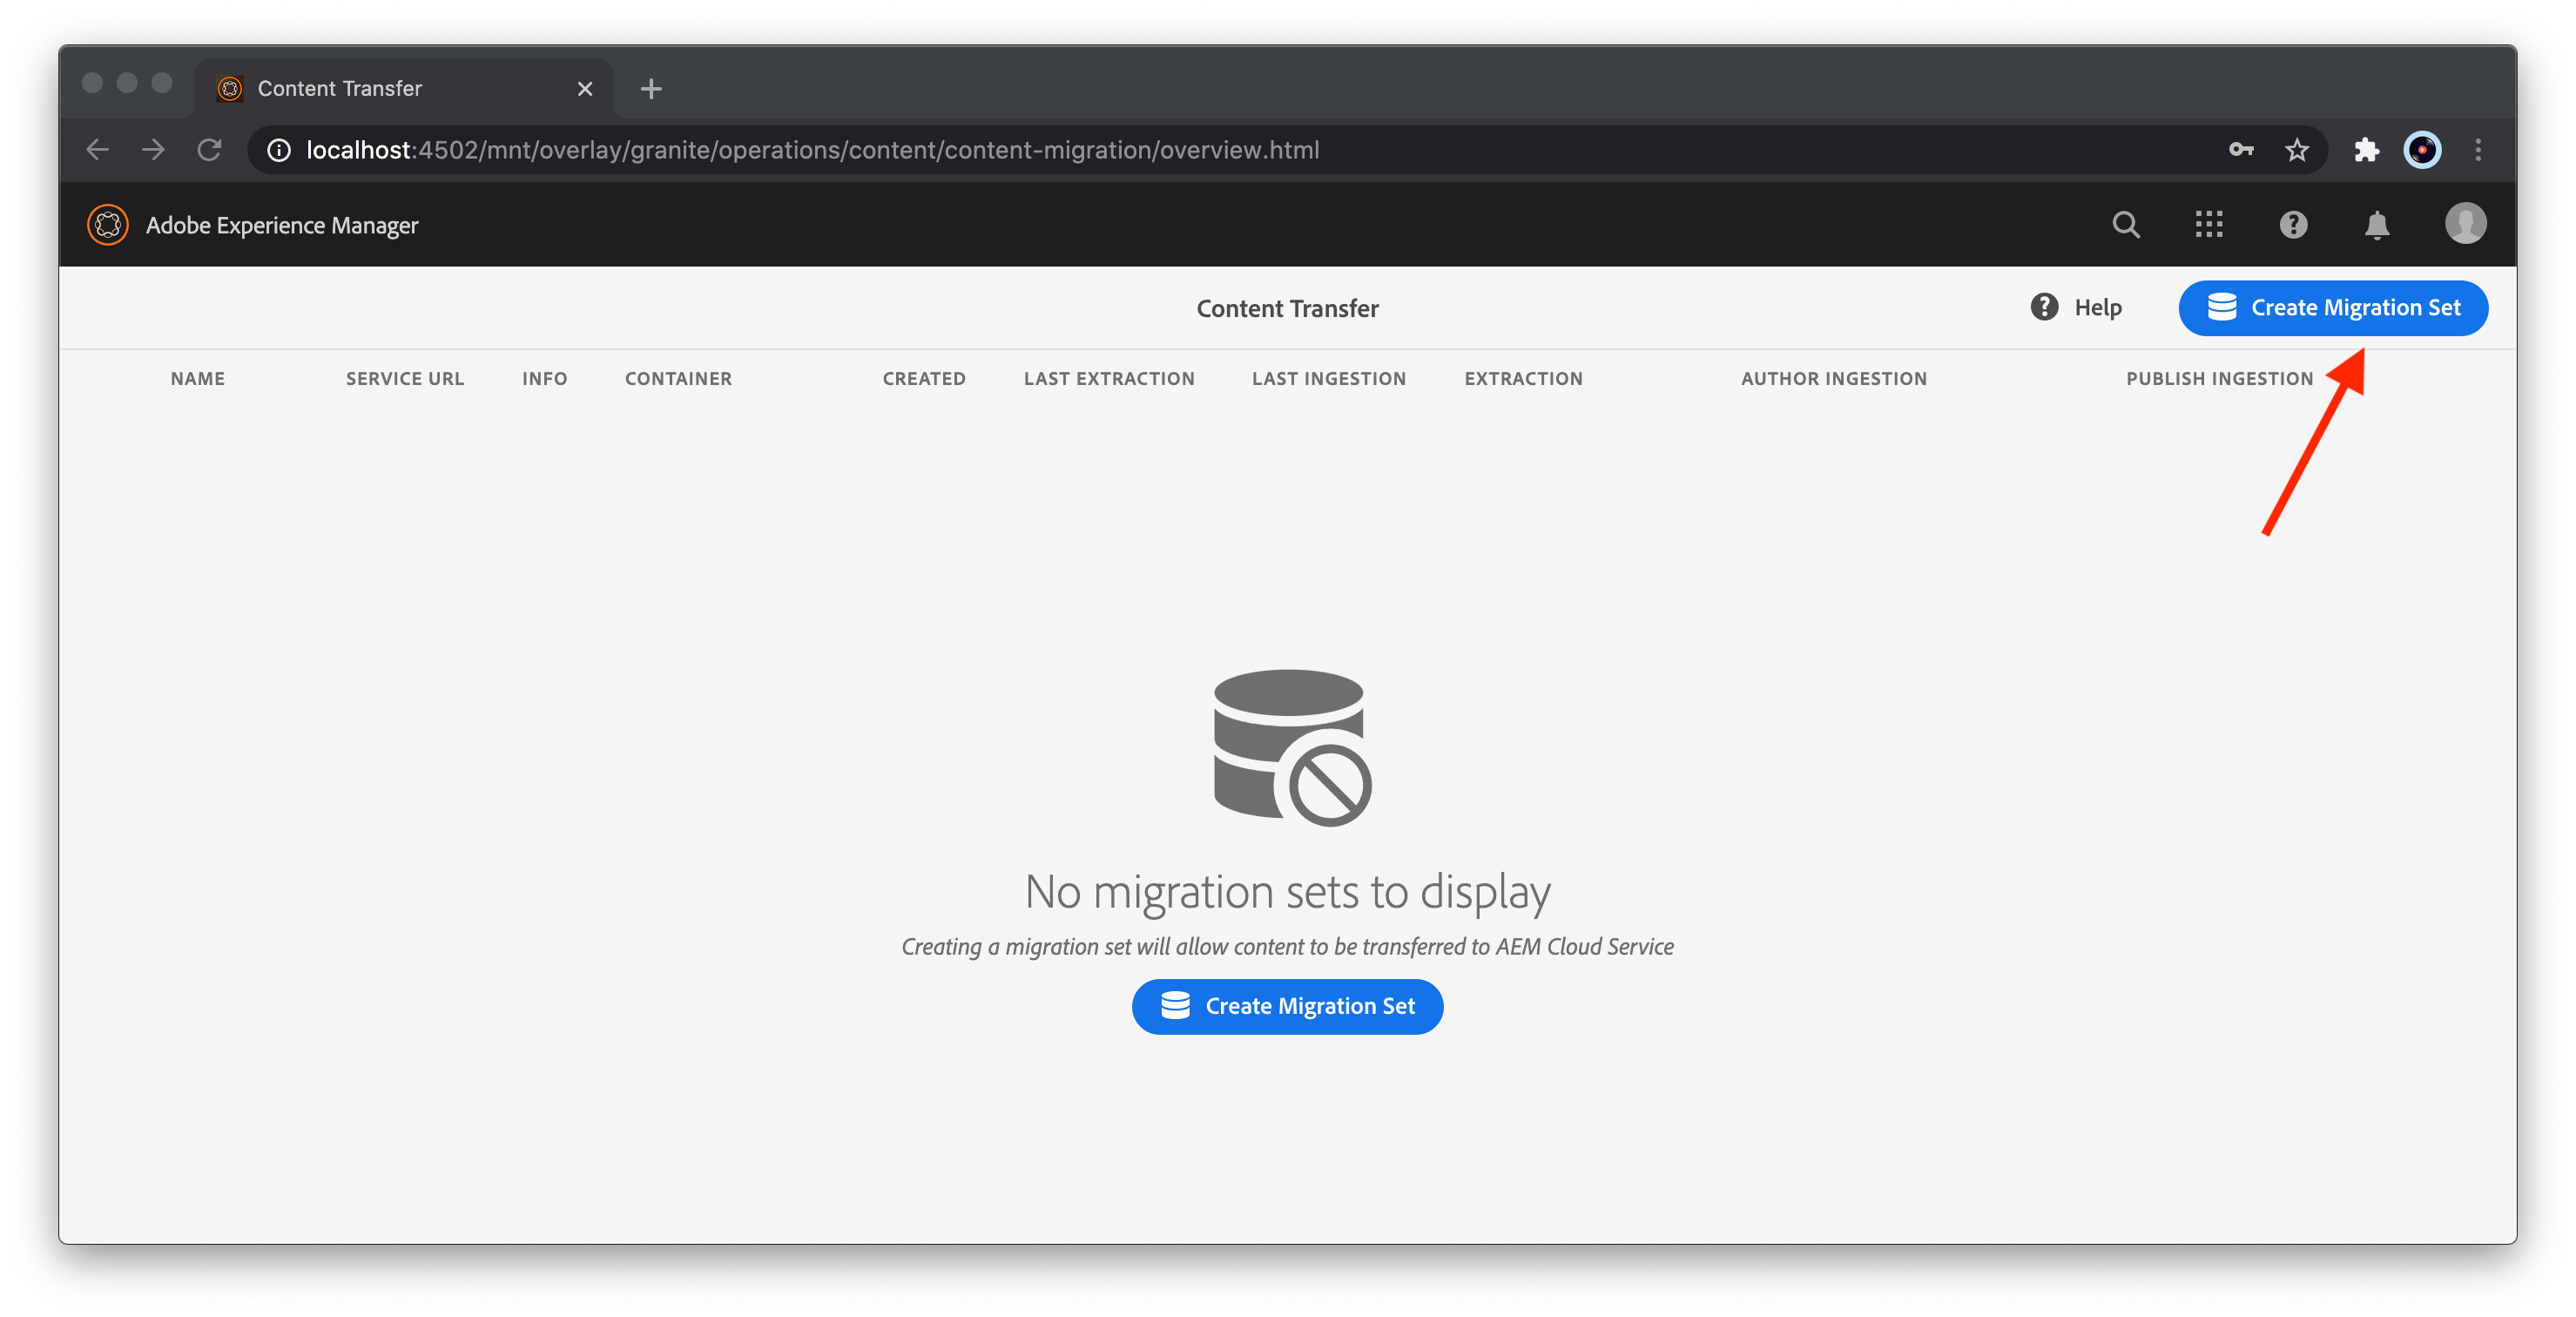 Content Transfer
localhost:4502/mnt/overlay/granite/operations/content/content-migration/overview.html
Adobe Experience Manager
Content Transfer
Help
Create Migration Set
NAME SERVICE URL INFO CONTAINER CREATED LAST EXTRACTION LAST INGESTION EXTRACTION AUTHOR INGESTION PUBLISH INGESTION
No migration sets to display
Creating a migration set will allow content to be transferred to AEM Cloud Service
Create Migration Set